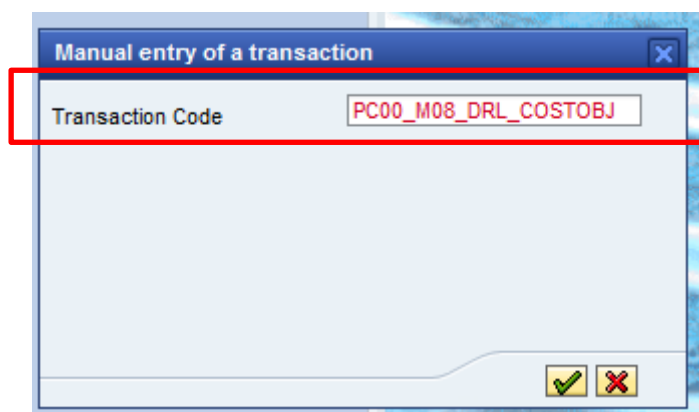 Manual entry of a transaction
Transaction Code PC00_M08_DRL_COSTOBJ